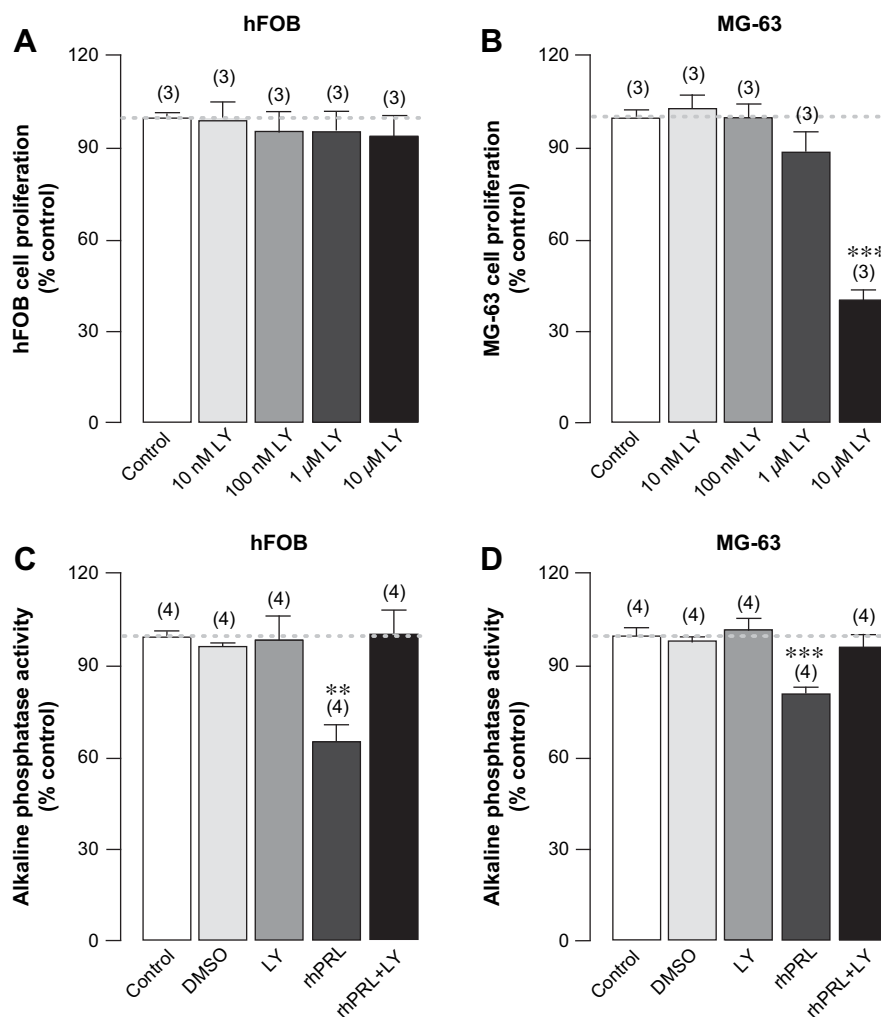 A
hFOB
hFOB cell proliferation
(% control)
120
90
60
30
0
(3)
(3)
(3)
(3)
(3)
Control
10 nM LY
100 nM LY
1 µM LY
10 µM LY
B
MG-63
MG-63 cell proliferation
(% control)
120
90
60
30
0
(3)
(3)
(3)
(3)
***
(3)
Control
10 nM LY
100 nM LY
1 µM LY
10 µM LY
C
hFOB
Alkaline phosphatase activity
(% control)
120
90
60
30
0
(4)
(4)
(4)
**
(4)
(4)
Control
DMSO
LY
rhPRL
rhPRL+LY
D
MG-63
Alkaline phosphatase activity
(% control)
120
90
60
30
0
(4)
(4)
(4)
***
(4)
(4)
Control
DMSO
LY
rhPRL
rhPRL+LY